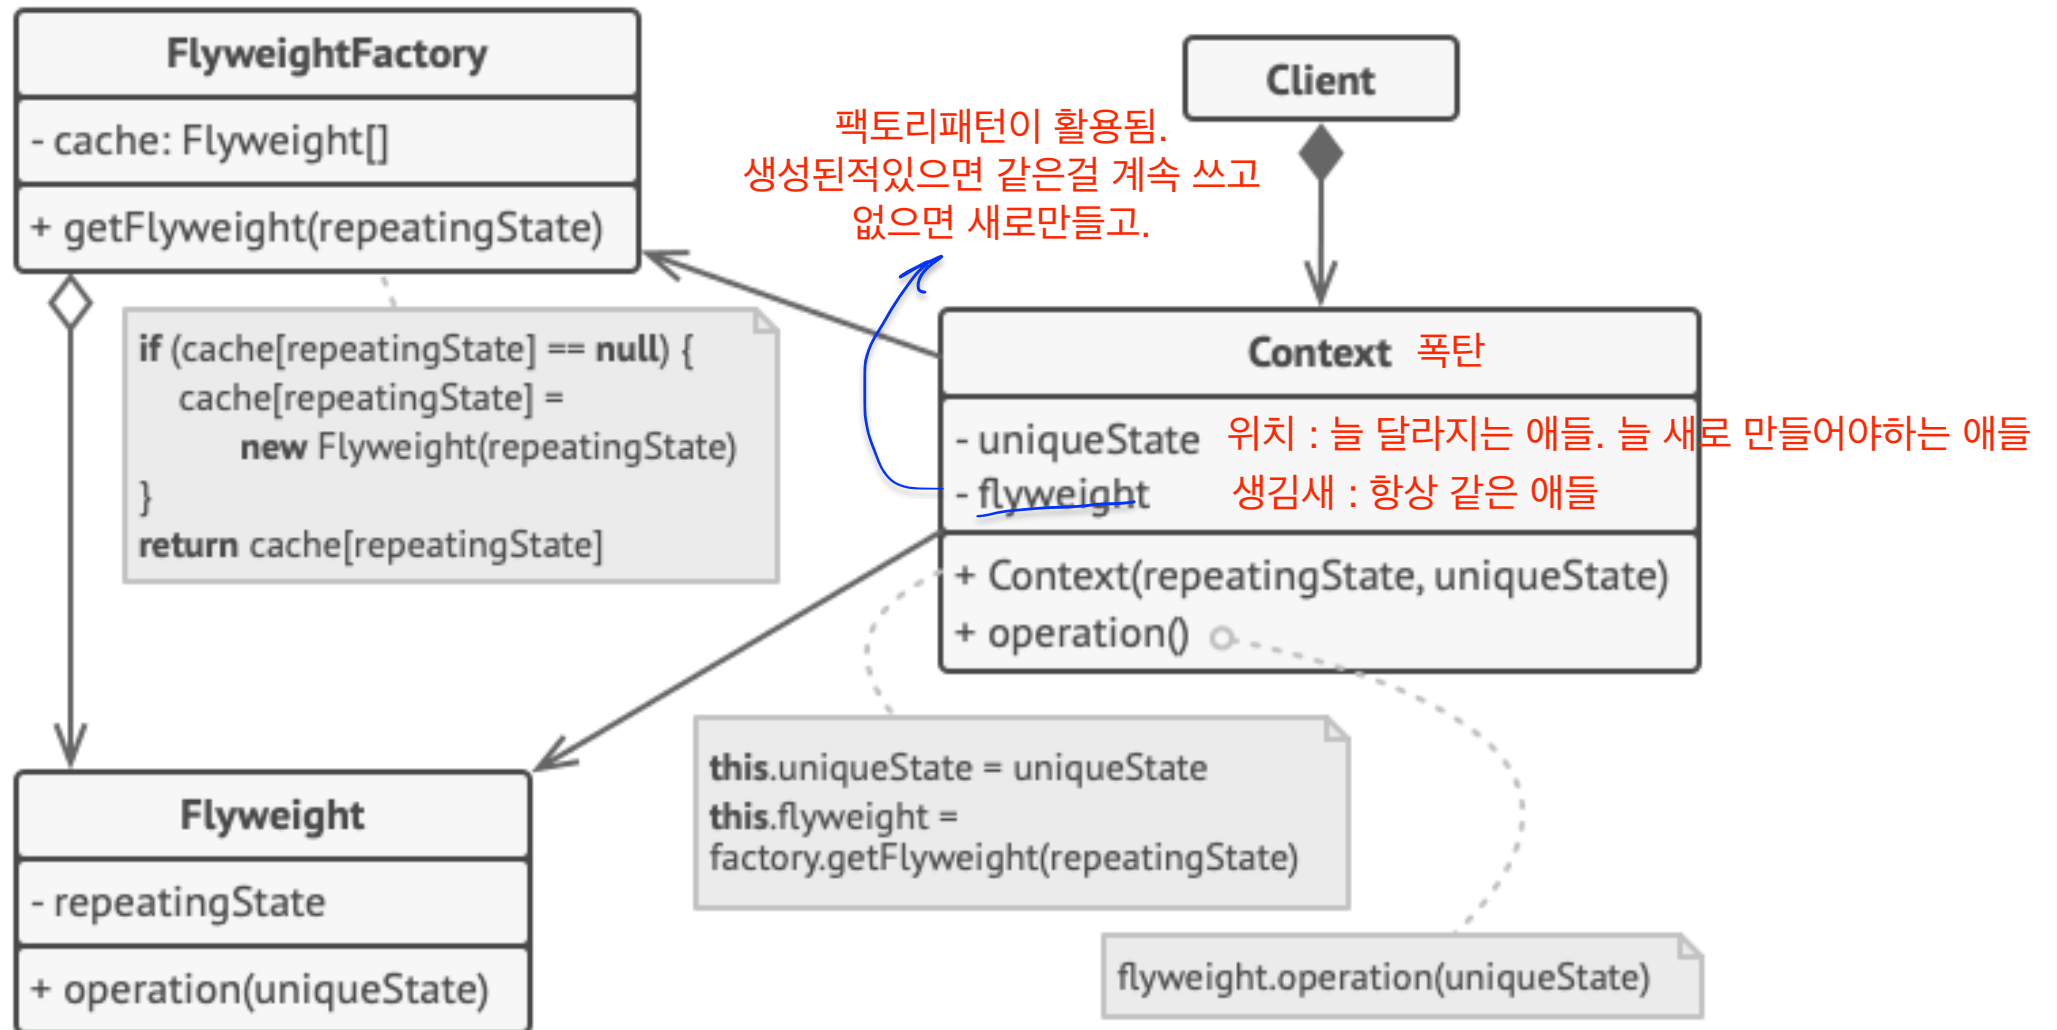 FlyweightFactory
- cache: Flyweight[]
+ getFlyweight(repeatingState)
if (cache[repeatingState] == null) {
cache[repeatingState] =
new Flyweight(repeatingState)
}
return cache[repeatingState]
팩토리패턴이 활용됨.
생성된적있으면 같은걸 계속 쓰고
없으면 새로만들고.
Client
Context 폭탄
- uniqueState 위치 : 늘 달라지는 애들. 늘 새로 만들어야하는 애들
- flyweight 생김새 : 항상 같은 애들
+ Context(repeatingState, uniqueState)
+ operation()
this.uniqueState = uniqueState
this.flyweight =
factory.getFlyweight(repeatingState)
flyweight.operation(uniqueState)
Flyweight
- repeatingState
+ operation(uniqueState)